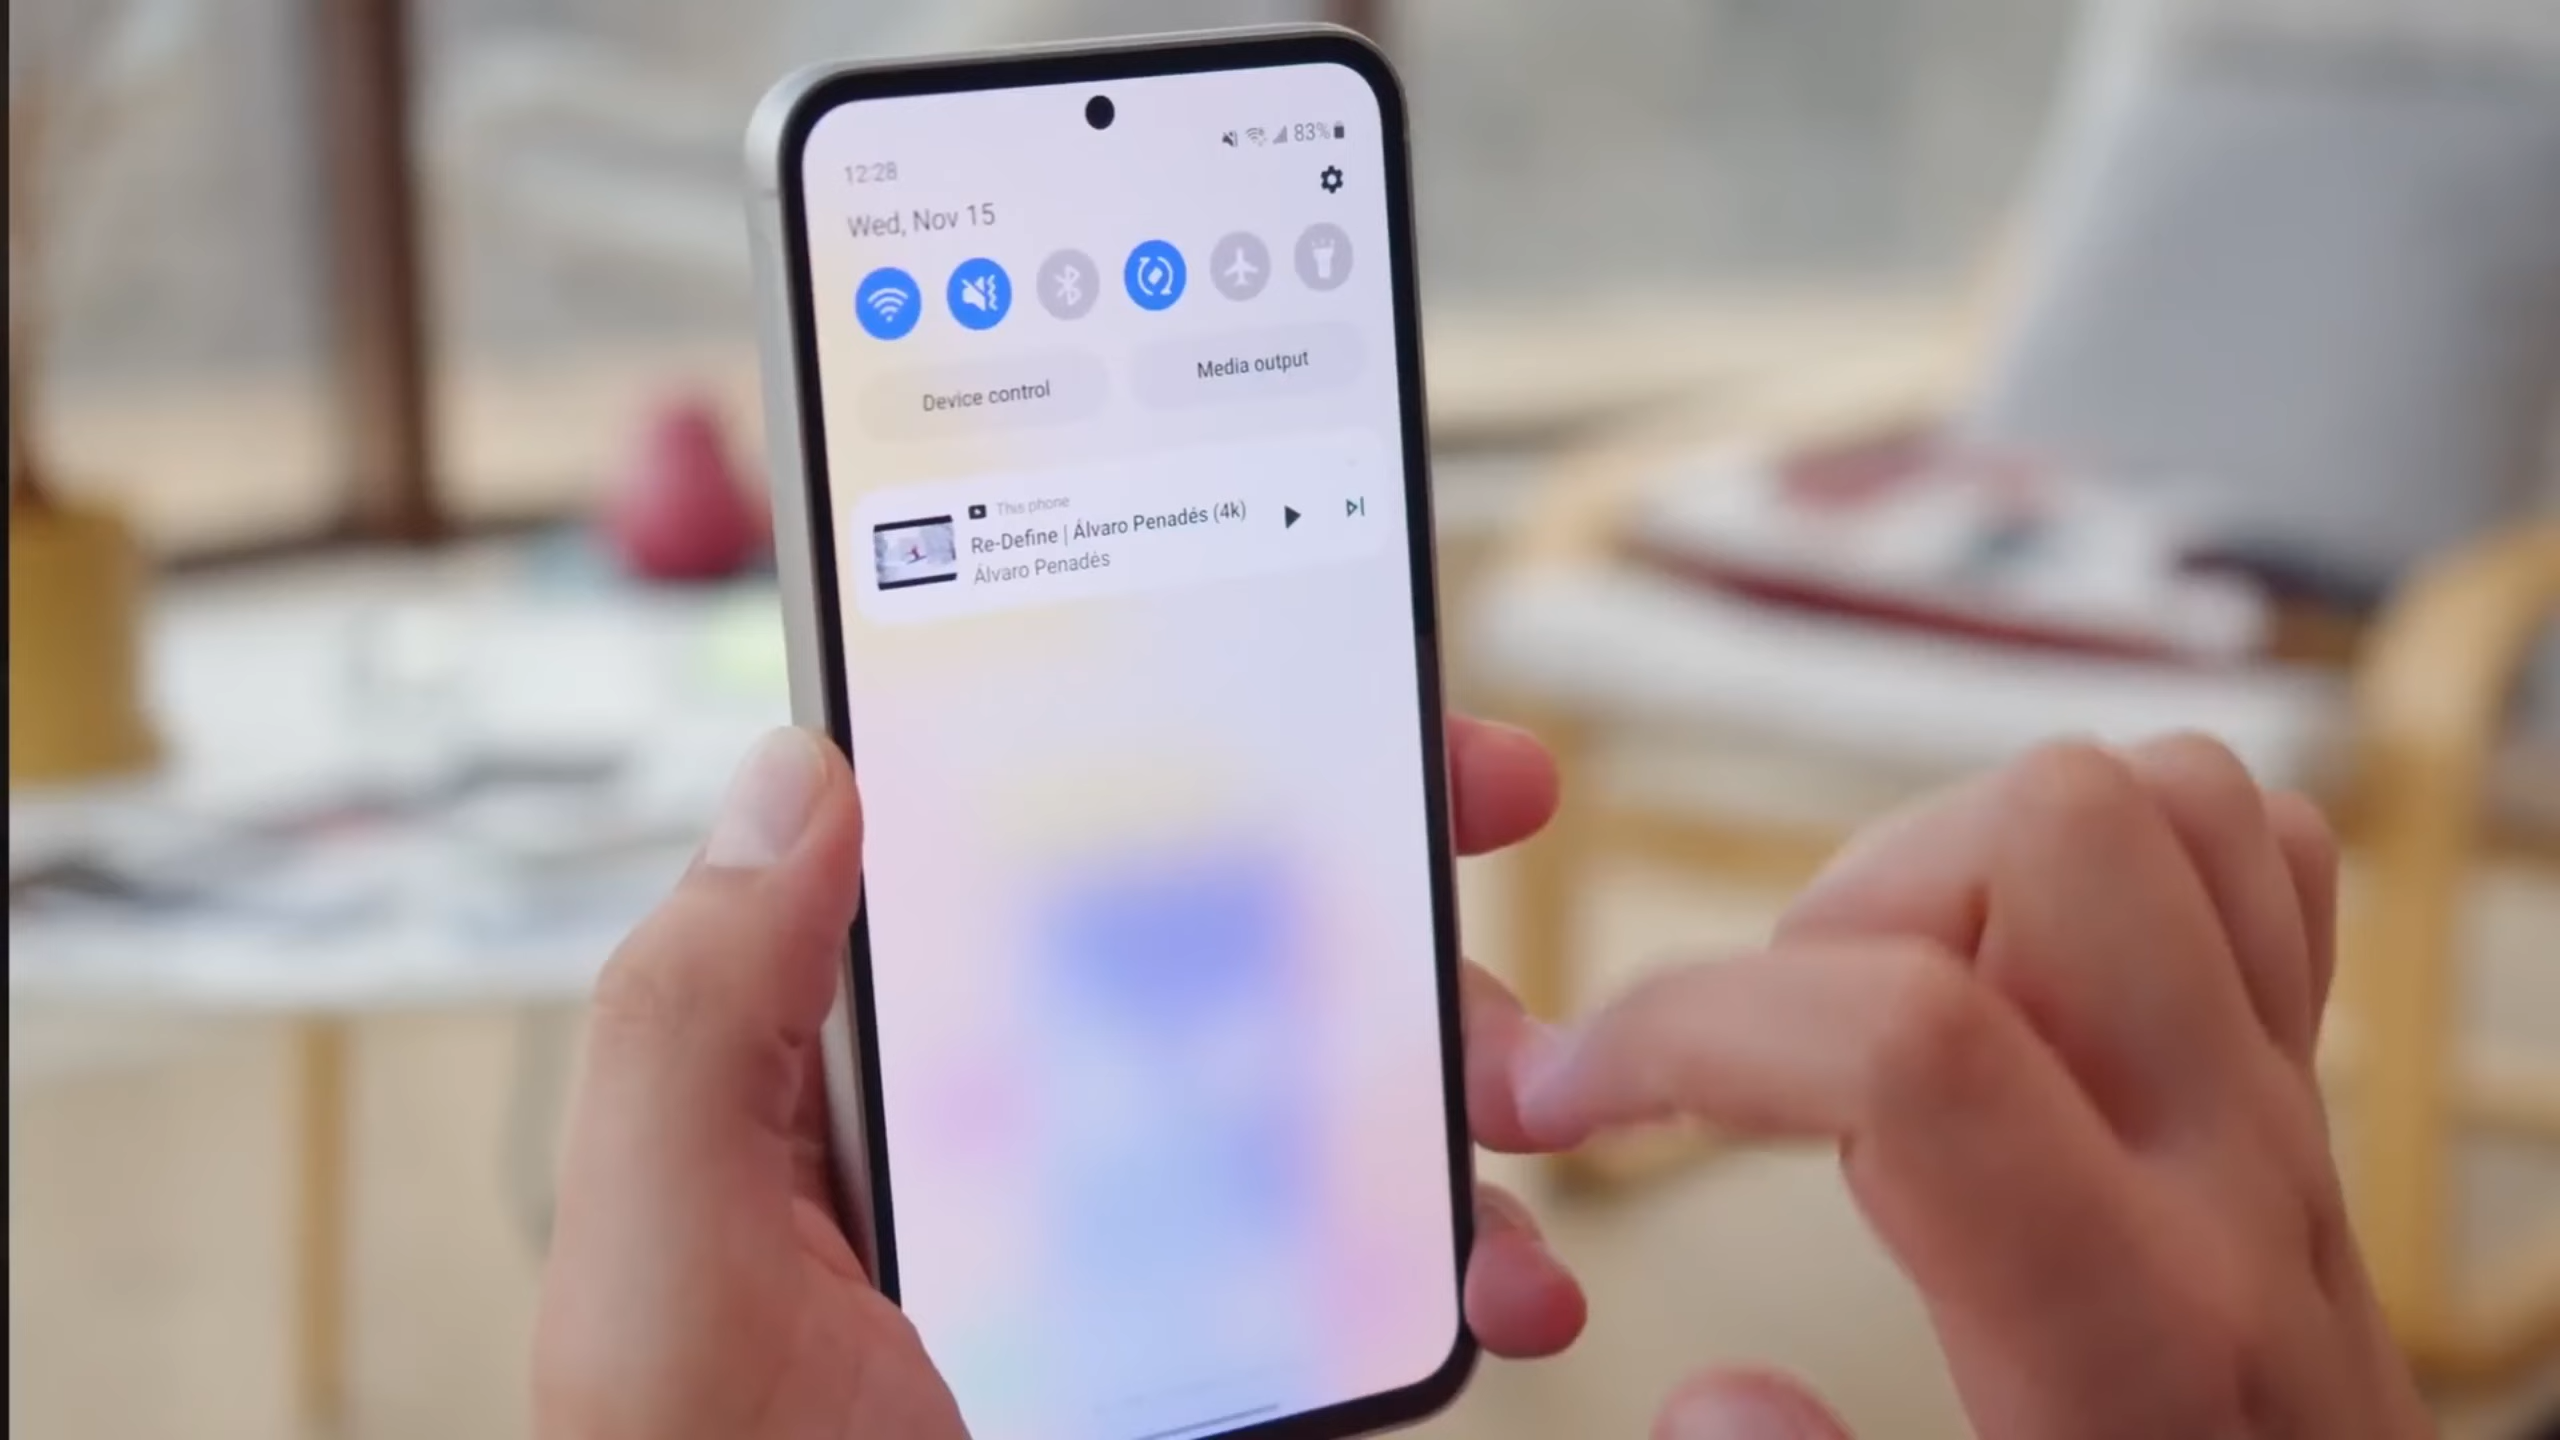 12:28
83%
Wed, Nov 15
Device control
Media output
This phone
Re-Define | Álvaro Penadés (4k)
Álvaro Penadés